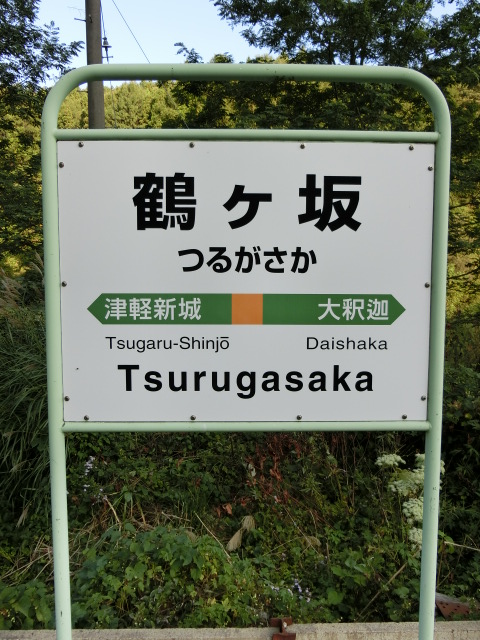 鶴ヶ坂
つるがさか
津軽新城 大釈迦
Tsugaru-Shinjō Daishaka
Tsurugasaka